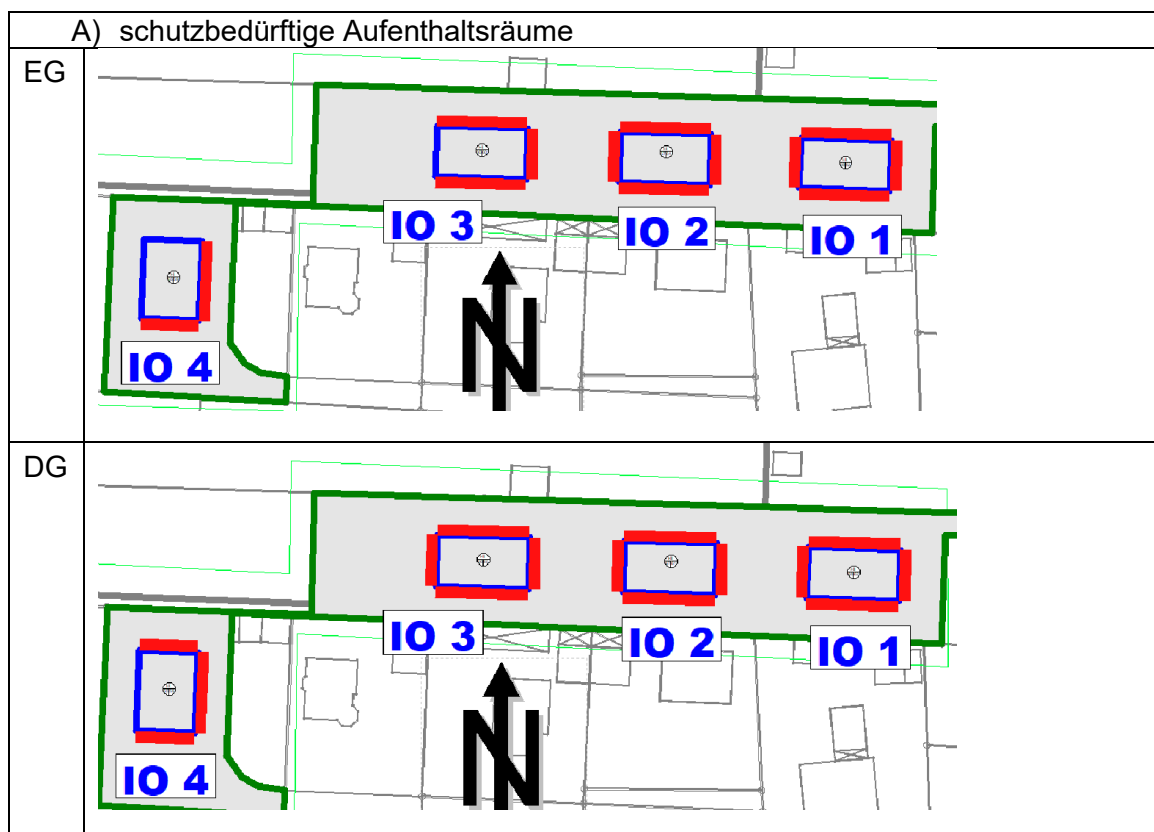 A) schutzbedürftige Aufenthaltsräume
EG
IO 3
IO 2
IO 1
IO 4
N
DG
IO 3
IO 2
IO 1
IO 4
N